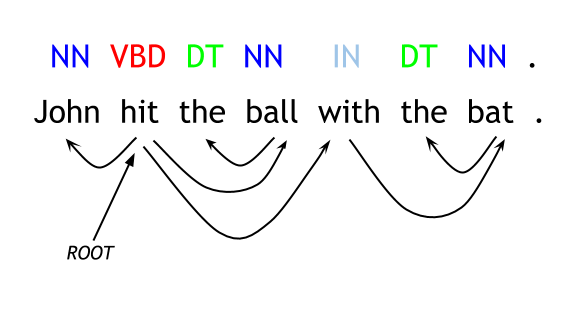 NN VBD DT NN IN DT NN .
John hit the ball with the bat .
ROOT